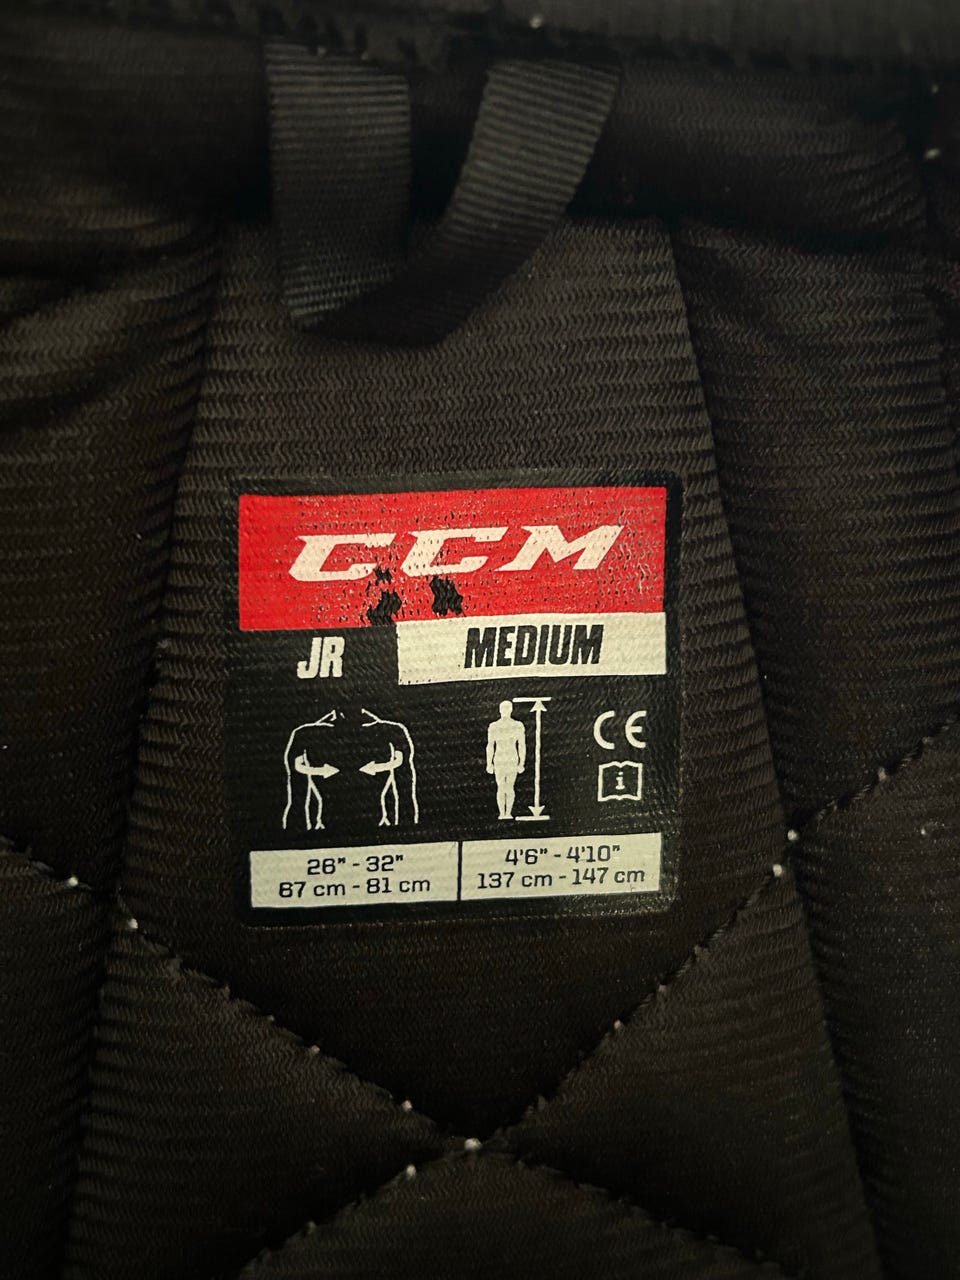 CCM
JR
MEDIUM
CE
i
26" - 32"
67 cm - 81 cm
4'6" - 4'10"
137 cm - 147 cm